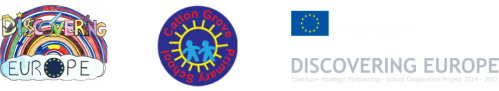 DISCOVERING
EUROPE
Catton Grove
Primary School
DISCOVERING EUROPE
Erasmus+ Strategic Partnership - School Cooperation Project 2014 - 2017